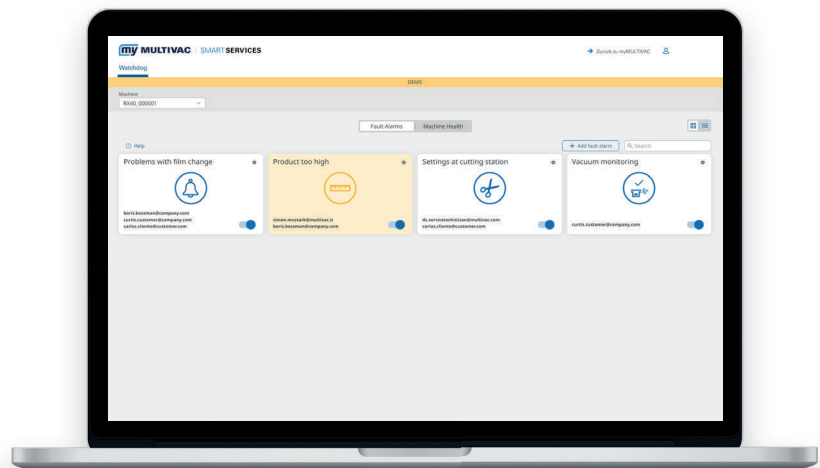 my MULTIVAC | SMART SERVICES
→ Zurück zu myMULTIVAC
Watchdog
DEMO
Machine
RX40_000001
Fault Alarms
Machine Health
Help
+ Add fault alarm
Search
Problems with film change
boris.bossman@company.com
curtis.customer@company.com
carlos.cliente@customer.com
Product too high
simon.mustark@multivac.it
boris.bossman@company.com
Settings at cutting station
dc.servicetechnician@multivac.com
carlos.cliente@customer.com
Vacuum monitoring
curtis.customer@company.com